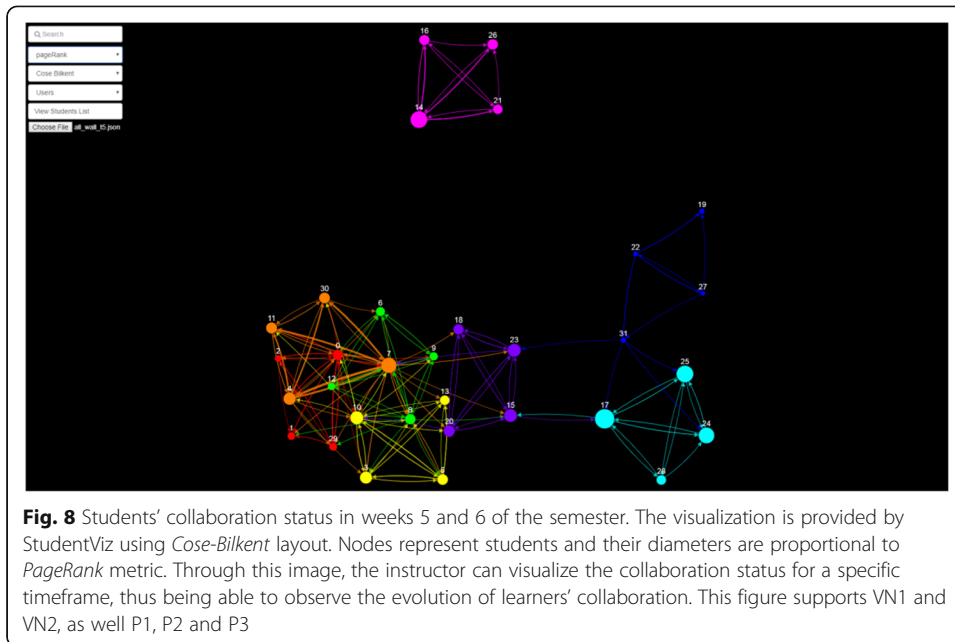 Search
pageRank
Cose Bilkent
Users
View Students List
Choose File all_wall_t5.json
16
26
14
21
19
22
27
31
30
11
6
18
23
2
0
7
9
25
12
4
13
10
8
15
17
20
24
1
29
3
5
28
Fig. 8 Students' collaboration status in weeks 5 and 6 of the semester. The visualization is provided by
StudentViz using Cose-Bilkent layout. Nodes represent students and their diameters are proportional to
PageRank metric. Through this image, the instructor can visualize the collaboration status for a specific
timeframe, thus being able to observe the evolution of learners' collaboration. This figure supports VN1 and
VN2, as well P1, P2 and P3